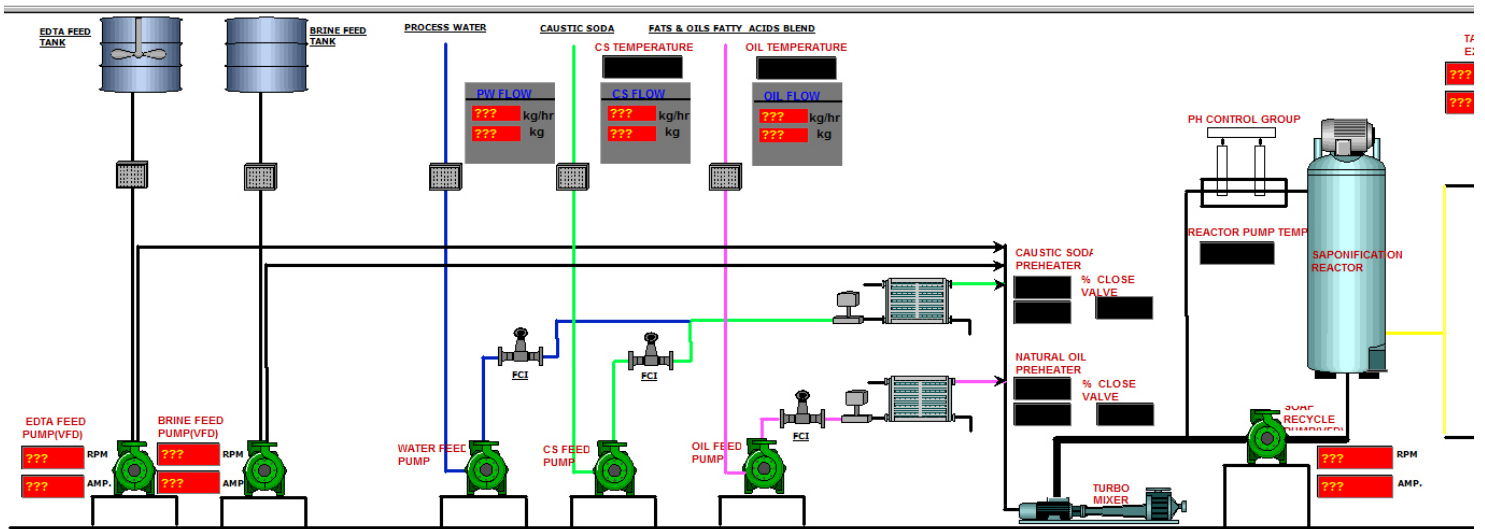 EDTA FEED
TANK
BRINE FEED
TANK
PROCESS WATER
CAUSTIC SODA
FATS & OILS FATTY ACIDS BLEND
CS TEMPERATURE
OIL TEMPERATURE
PW FLOW
??? kg/hr
??? kg
CS FLOW
??? kg/hr
??? kg
OIL FLOW
??? kg/hr
??? kg
???
???
PH CONTROL GROUP
REACTOR PUMP TEMP
SAPONIFICATION
REACTOR
CAUSTIC SODA
PREHEATER
% CLOSE
VALVE
FCI
FCI
NATURAL OIL
PREHEATER
% CLOSE
VALVE
FCI
EDTA FEED
PUMP(VFD)
??? RPM
??? AMP.
BRINE FEED
PUMP(VFD)
??? RPM
??? AMP
WATER FEED
PUMP
CS FEED
PUMP
OIL FEED
PUMP
SOAP
RECYCLE
PUMP(VFD)
??? RPM
??? AMP.
TURBO
MIXER